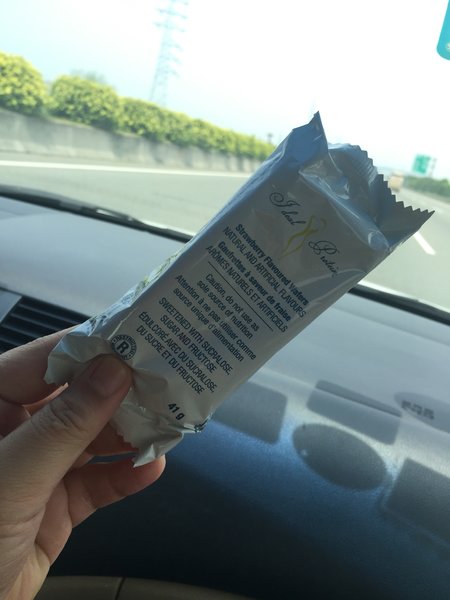 Ideal Protein
Strawberry Flavoured Wafers
NATURAL AND ARTIFICIAL FLAVOURS
Gaufrettes à saveur de fraises
ARÔMES NATURELS ET ARTIFICIELS
Caution, do not use as
sole source of nutrition
Attention à ne pas utiliser comme
source unique d'alimentation
SWEETENED WITH SUCRALOSE,
SUGAR AND FRUCTOSE
ÉDULCORÉ AVEC DU SUCRALOSE,
DU SUCRE ET DU FRUCTOSE
R
41 g